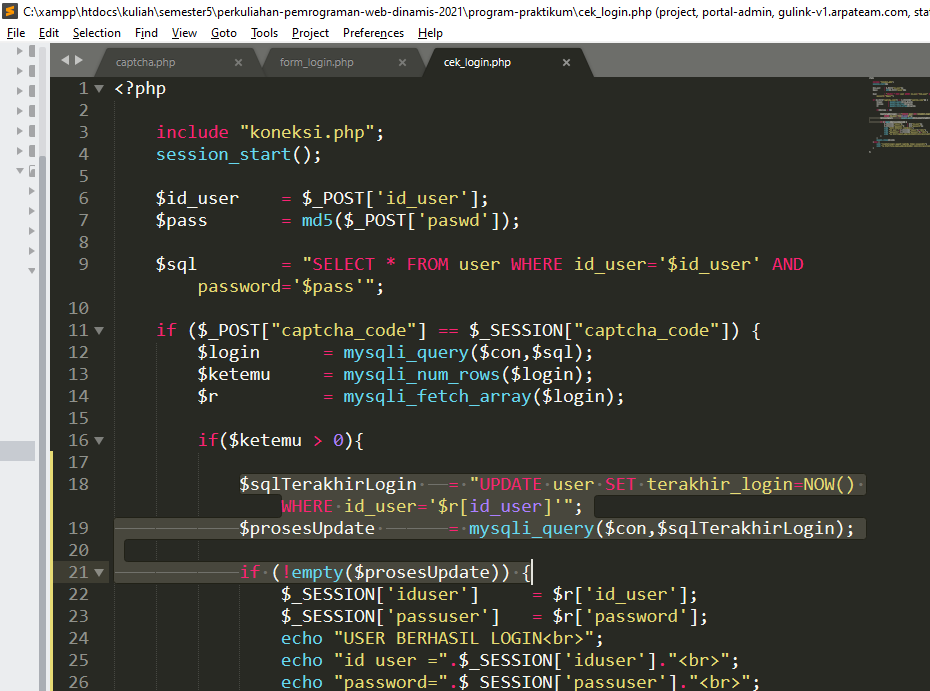 C:\xampp\htdocs\kuliah\semester5\perkuliahan-pemrograman-web-dinamis-2021\program-praktikum\cek_login.php (project, portal-admin, gulink-v1.arpateam.com, sta
File Edit Selection Find View Goto Tools Project Preferences Help
captcha.php × form_login.php × cek_login.php ×
1 <?php
2
3 include "koneksi.php";
4 session_start();
5
6 $id_user = $_POST['id_user'];
7 $pass = md5($_POST['paswd']);
8
9 $sql = "SELECT * FROM user WHERE id_user='$id_user' AND
password='$pass'";
10
11 if ($_POST["captcha_code"] == $_SESSION["captcha_code"]) {
12 $login = mysqli_query($con,$sql);
13 $ketemu = mysqli_num_rows($login);
14 $r = mysqli_fetch_array($login);
15
16 if($ketemu > 0){
17
18 $sqlTerakhirLogin = "UPDATE user SET terakhir_login=NOW()
WHERE id_user='$r[id_user]'";
19 $prosesUpdate = mysqli_query($con,$sqlTerakhirLogin);
20
21 if (!empty($prosesUpdate)) {
22 $_SESSION['iduser'] = $r['id_user'];
23 $_SESSION['passuser'] = $r['password'];
24 echo "USER BERHASIL LOGIN<br>";
25 echo "id user =".$_SESSION['iduser']."<br>";
26 echo "password=".$_SESSION['passuser']."<br>";